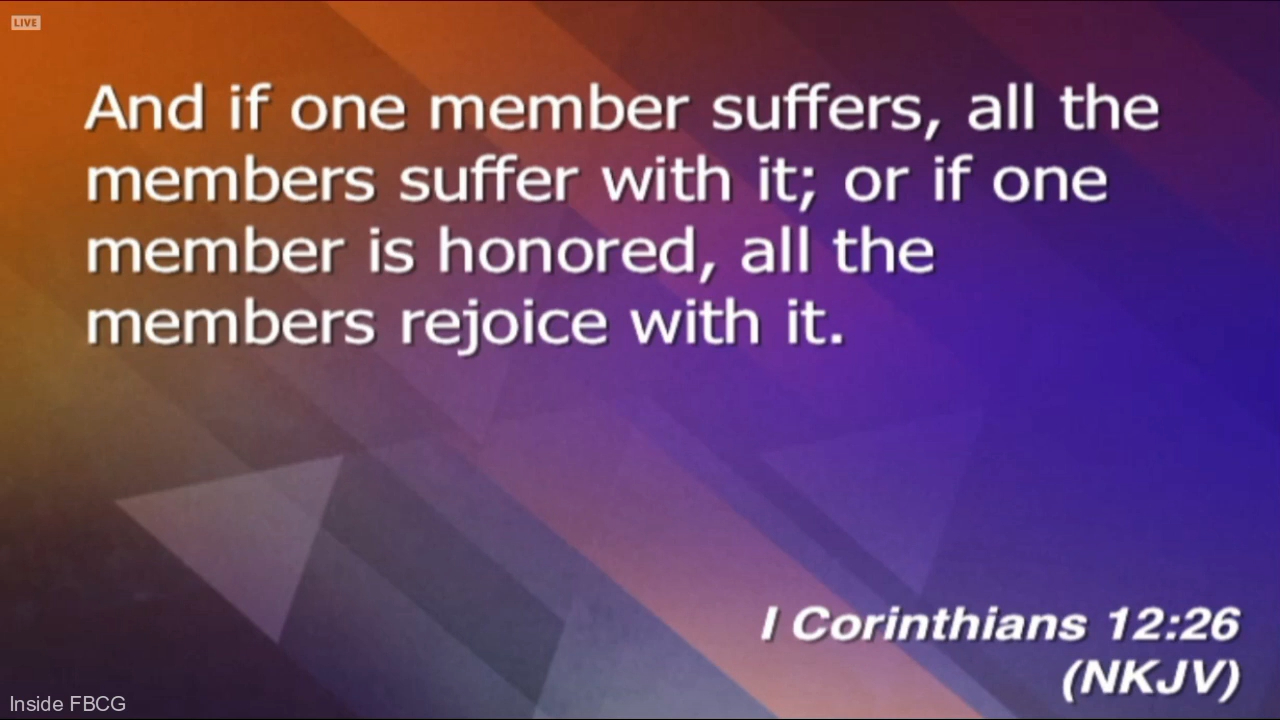 LIVE
And if one member suffers, all the
members suffer with it; or if one
member is honored, all the
members rejoice with it.
I Corinthians 12:26
(NKJV)
Inside FBCG